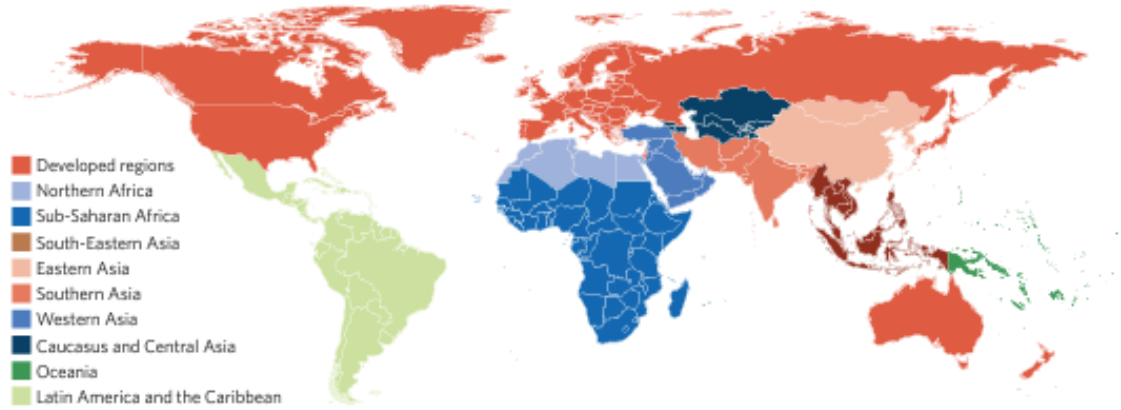 Developed regions
Northern Africa
Sub-Saharan Africa
South-Eastern Asia
Eastern Asia
Southern Asia
Western Asia
Caucasus and Central Asia
Oceania
Latin America and the Caribbean